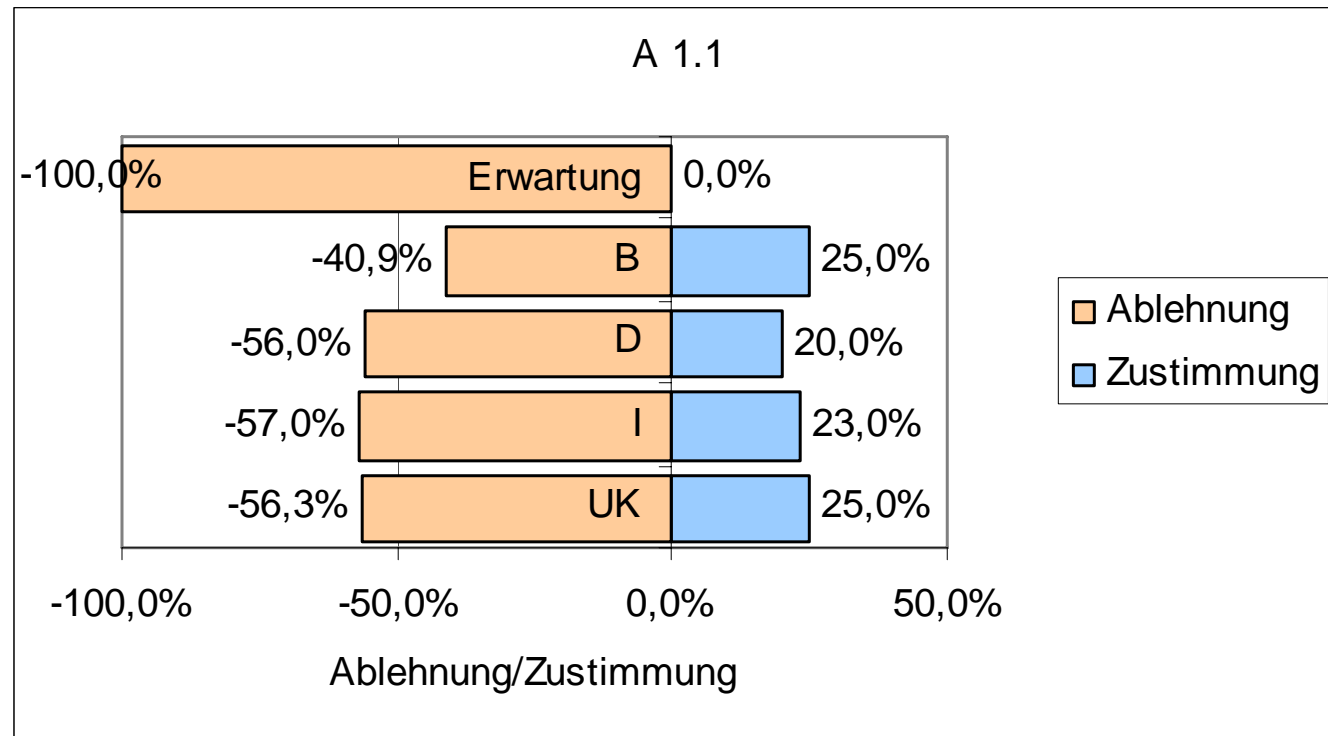 A 1.1
-100,0% Erwartung 0,0%
-40,9% B 25,0%
-56,0% D 20,0%
-57,0% I 23,0%
-56,3% UK 25,0%
-100,0% -50,0% 0,0% 50,0%
Ablehnung/Zustimmung
Ablehnung
Zustimmung